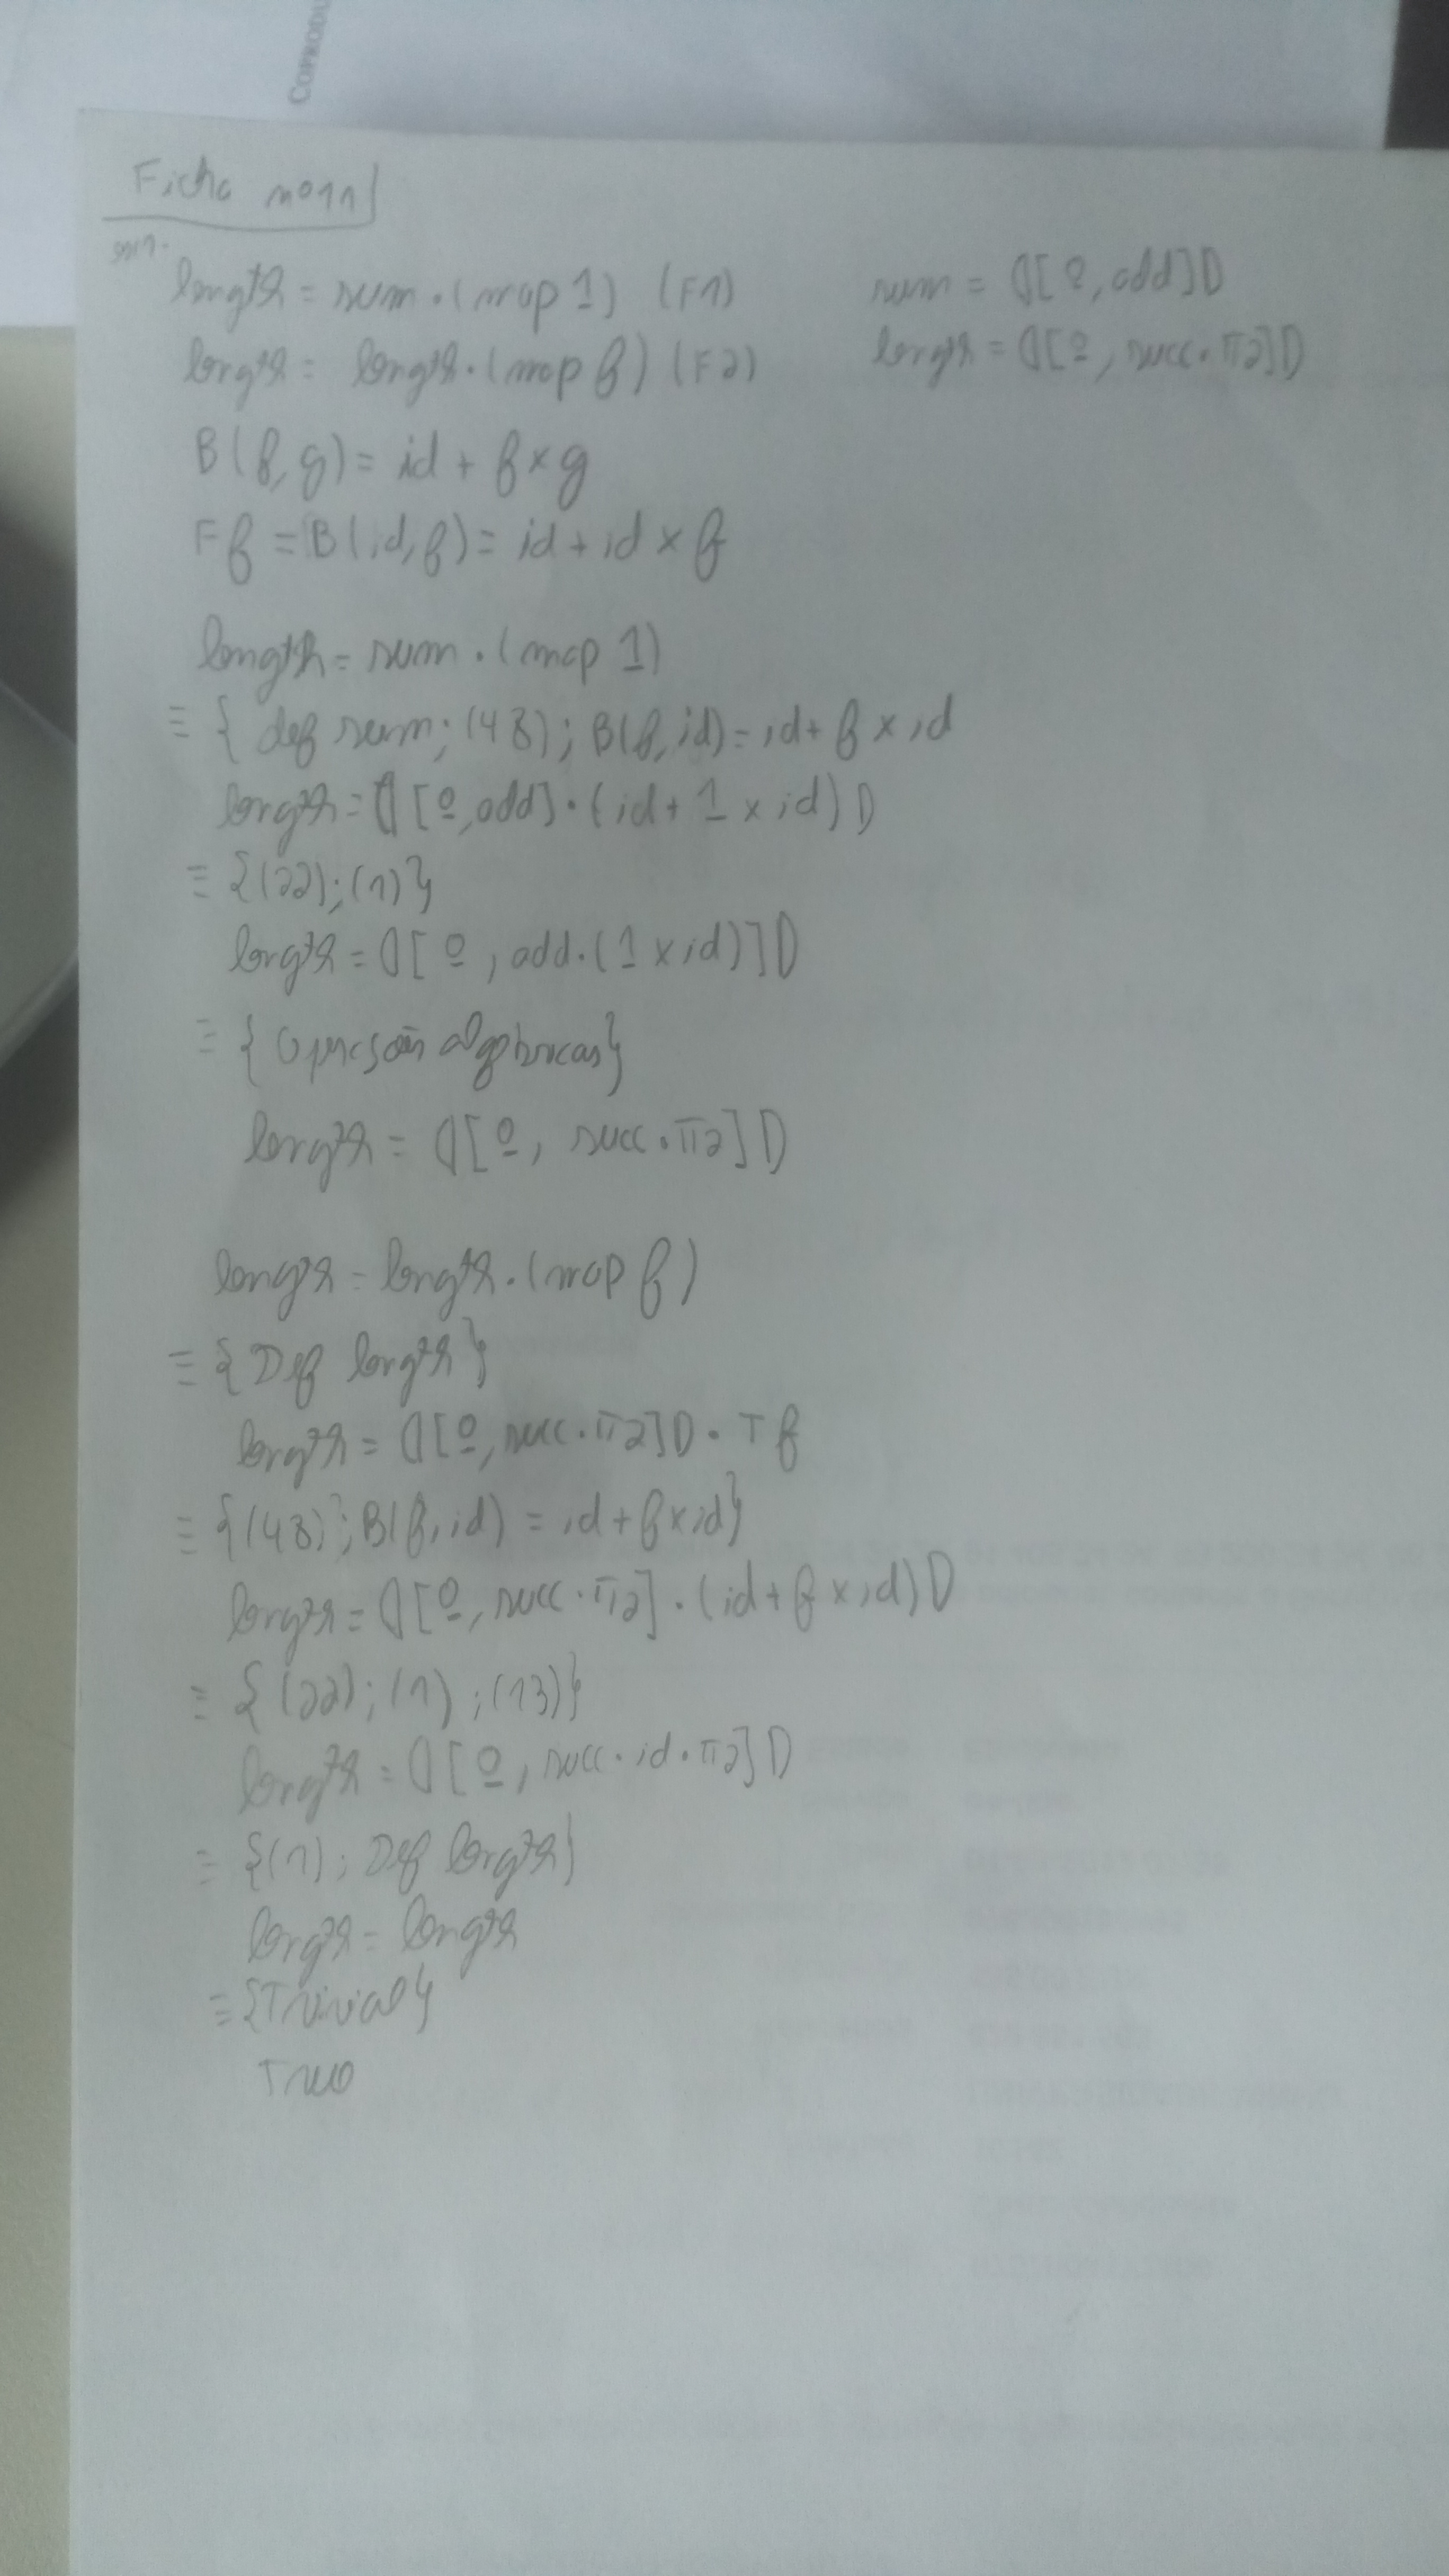 COPRODU
Ficha nº11
length = sum · (map 1) (F1)
sum = ([0, add])
length = length · (map f) (F2)
length = ([0, succ · π2])
B(f, g) = id + f × g
F f = B(id, f) = id + id × f
length = sum · (map 1)
≡ { def sum; (48); B(f, id) = id + f × id
length = ([0, add] · (id + 1 × id))
≡ {(22); (1)}
length = ([0, add · (1 × id)])
≡ { Operações algébricas}
length = ([0, succ · π2])
length = length · (map f)
≡ {Def length}
length = ([0, succ · π2]) · T f
≡ {(48); B(f, id) = id + f × id}
length = ([0, succ · π2] · (id + f × id))
≡ {(22); (1); (13)}
length = ([0, succ · id · π2])
≡ {(1); Def length}
length = length
≡ {Trivial}
True